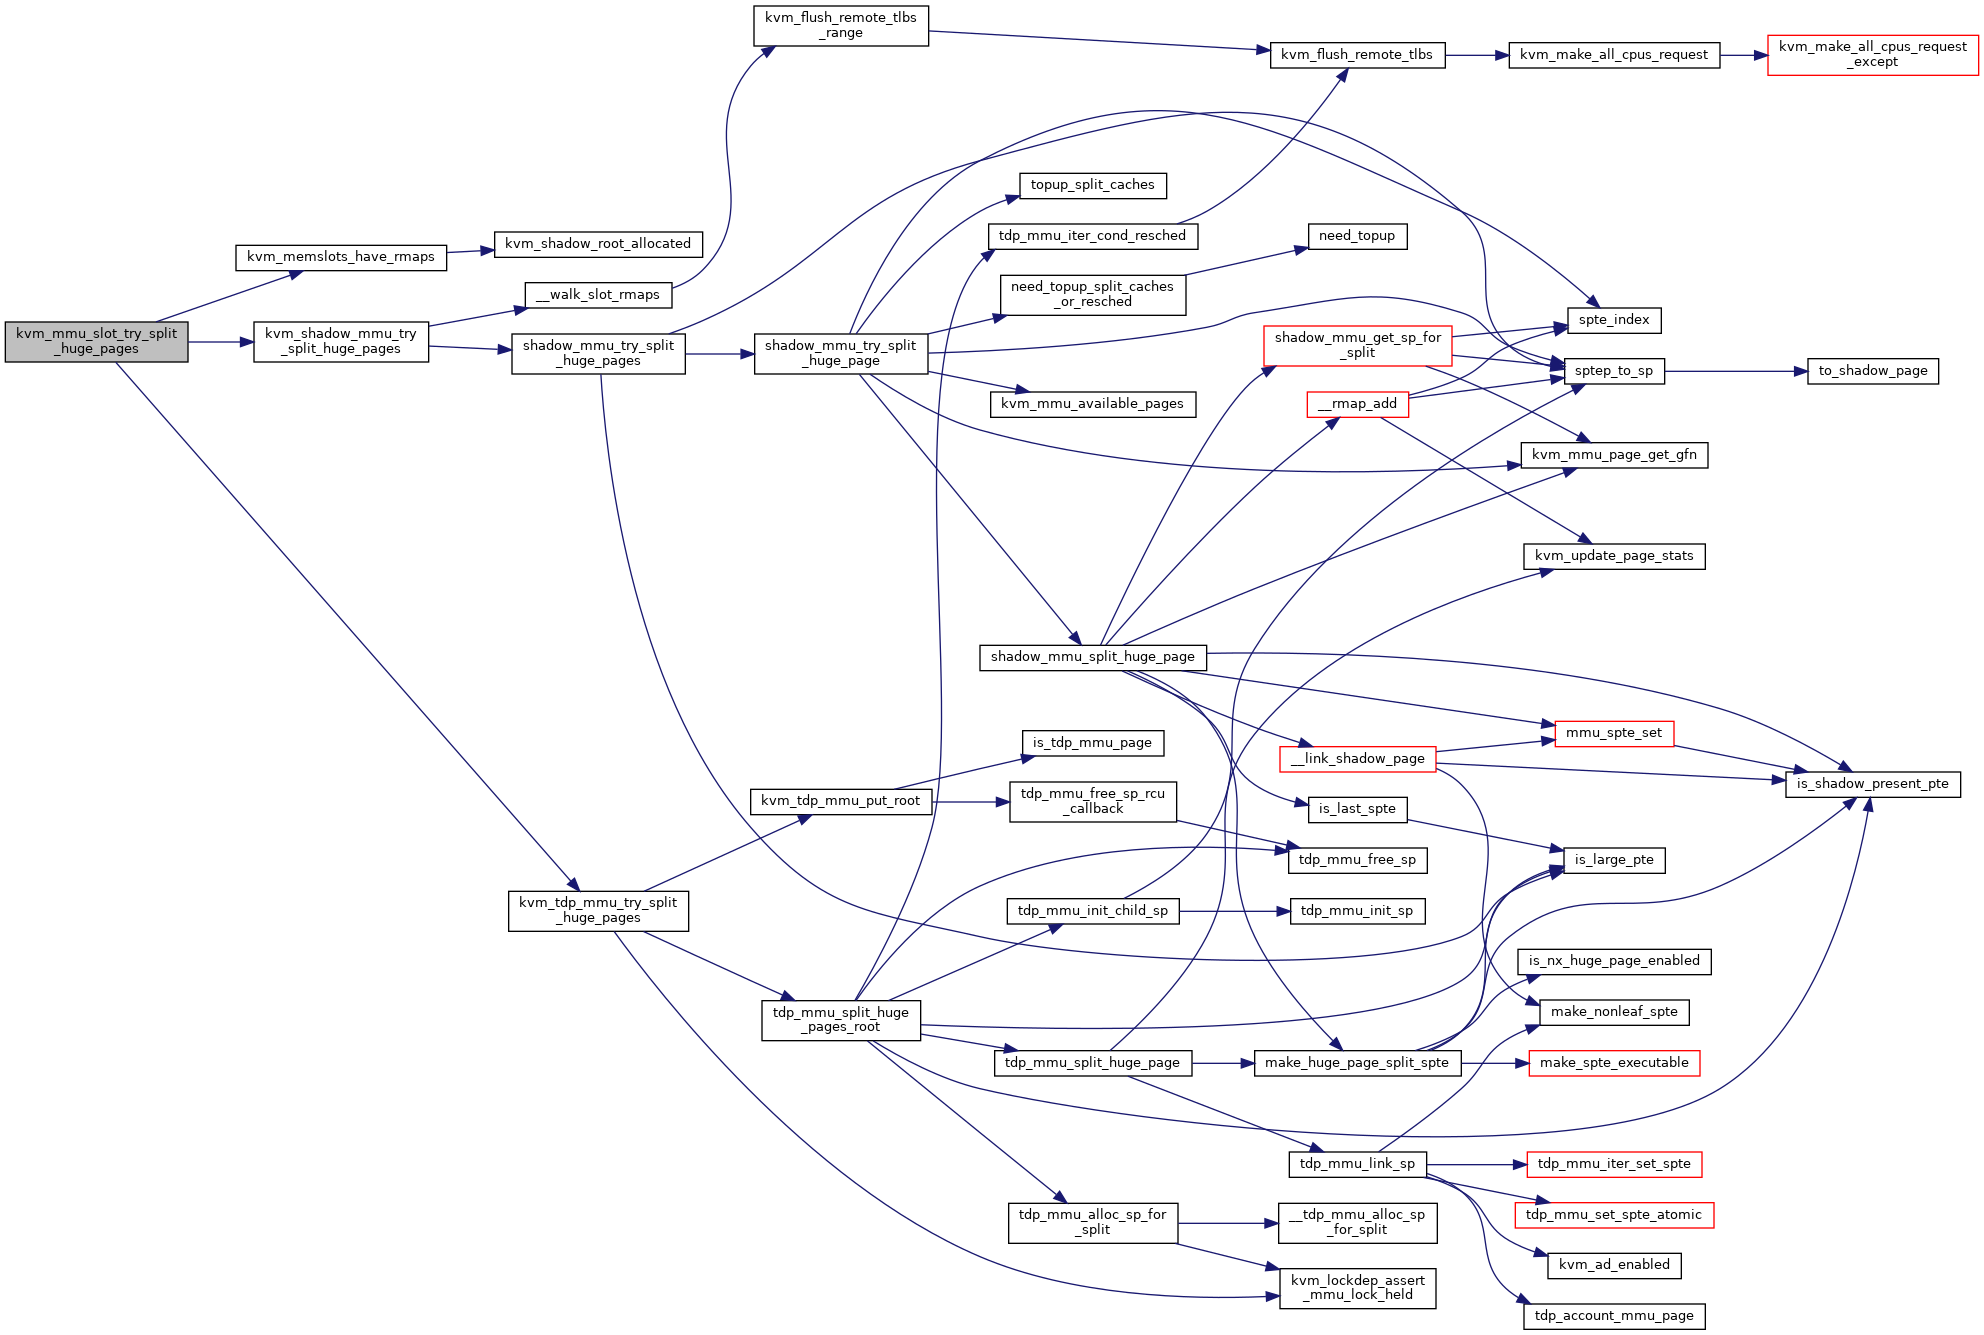 kvm_mmu_slot_try_split
_huge_pages
kvm_memslots_have_rmaps
kvm_shadow_root_allocated
kvm_shadow_mmu_try
_split_huge_pages
__walk_slot_rmaps
kvm_flush_remote_tlbs
_range
kvm_flush_remote_tlbs
kvm_make_all_cpus_request
kvm_make_all_cpus_request
_except
shadow_mmu_try_split
_huge_pages
shadow_mmu_try_split
_huge_page
topup_split_caches
tdp_mmu_iter_cond_resched
need_topup_split_caches
_or_resched
need_topup
kvm_mmu_available_pages
shadow_mmu_get_sp_for
_split
__rmap_add
spte_index
sptep_to_sp
to_shadow_page
kvm_mmu_page_get_gfn
kvm_update_page_stats
shadow_mmu_split_huge_page
mmu_spte_set
__link_shadow_page
is_shadow_present_pte
is_last_spte
is_large_pte
is_tdp_mmu_page
kvm_tdp_mmu_put_root
tdp_mmu_free_sp_rcu
_callback
tdp_mmu_free_sp
kvm_tdp_mmu_try_split
_huge_pages
tdp_mmu_init_child_sp
tdp_mmu_init_sp
is_nx_huge_page_enabled
make_nonleaf_spte
tdp_mmu_split_huge
_pages_root
tdp_mmu_split_huge_page
make_huge_page_split_spte
make_spte_executable
tdp_mmu_link_sp
tdp_mmu_iter_set_spte
tdp_mmu_set_spte_atomic
tdp_mmu_alloc_sp_for
_split
__tdp_mmu_alloc_sp
_for_split
kvm_ad_enabled
kvm_lockdep_assert
_mmu_lock_held
tdp_account_mmu_page